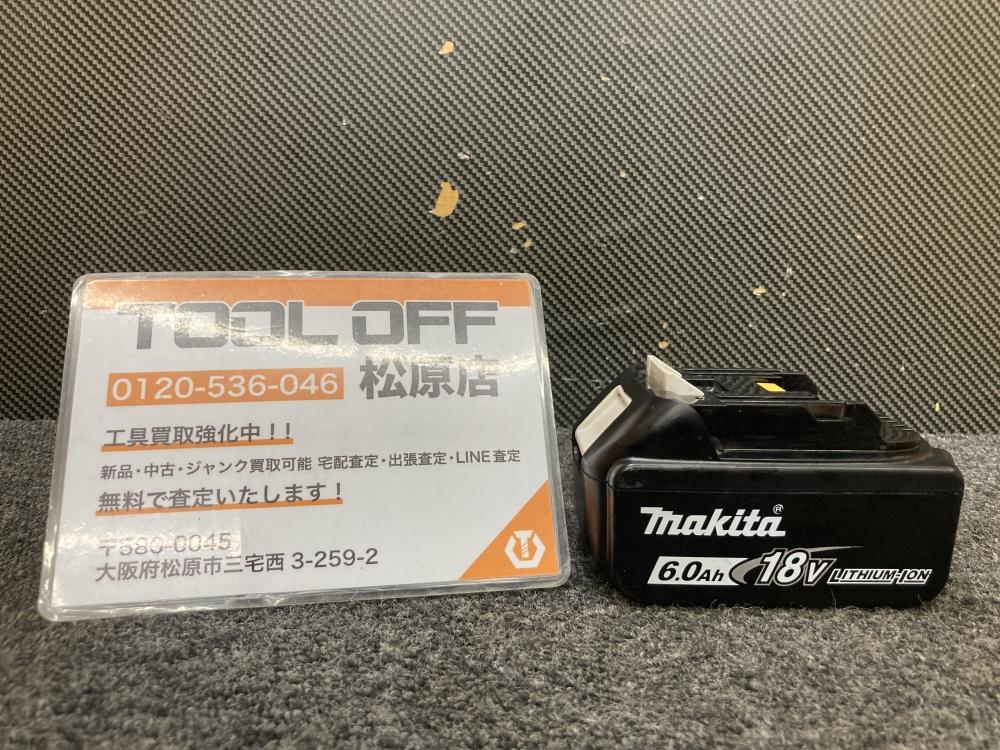 TOOL OFF
0120-536-046 松原店
工具買取強化中！！
新品・中古・ジャンク買取可能 宅配査定・出張査定・LINE査定
無料で査定いたします！
〒580-0045
大阪府松原市三宅西 3-259-2
makita®
6.0Ah 18V LITHIUM-ION